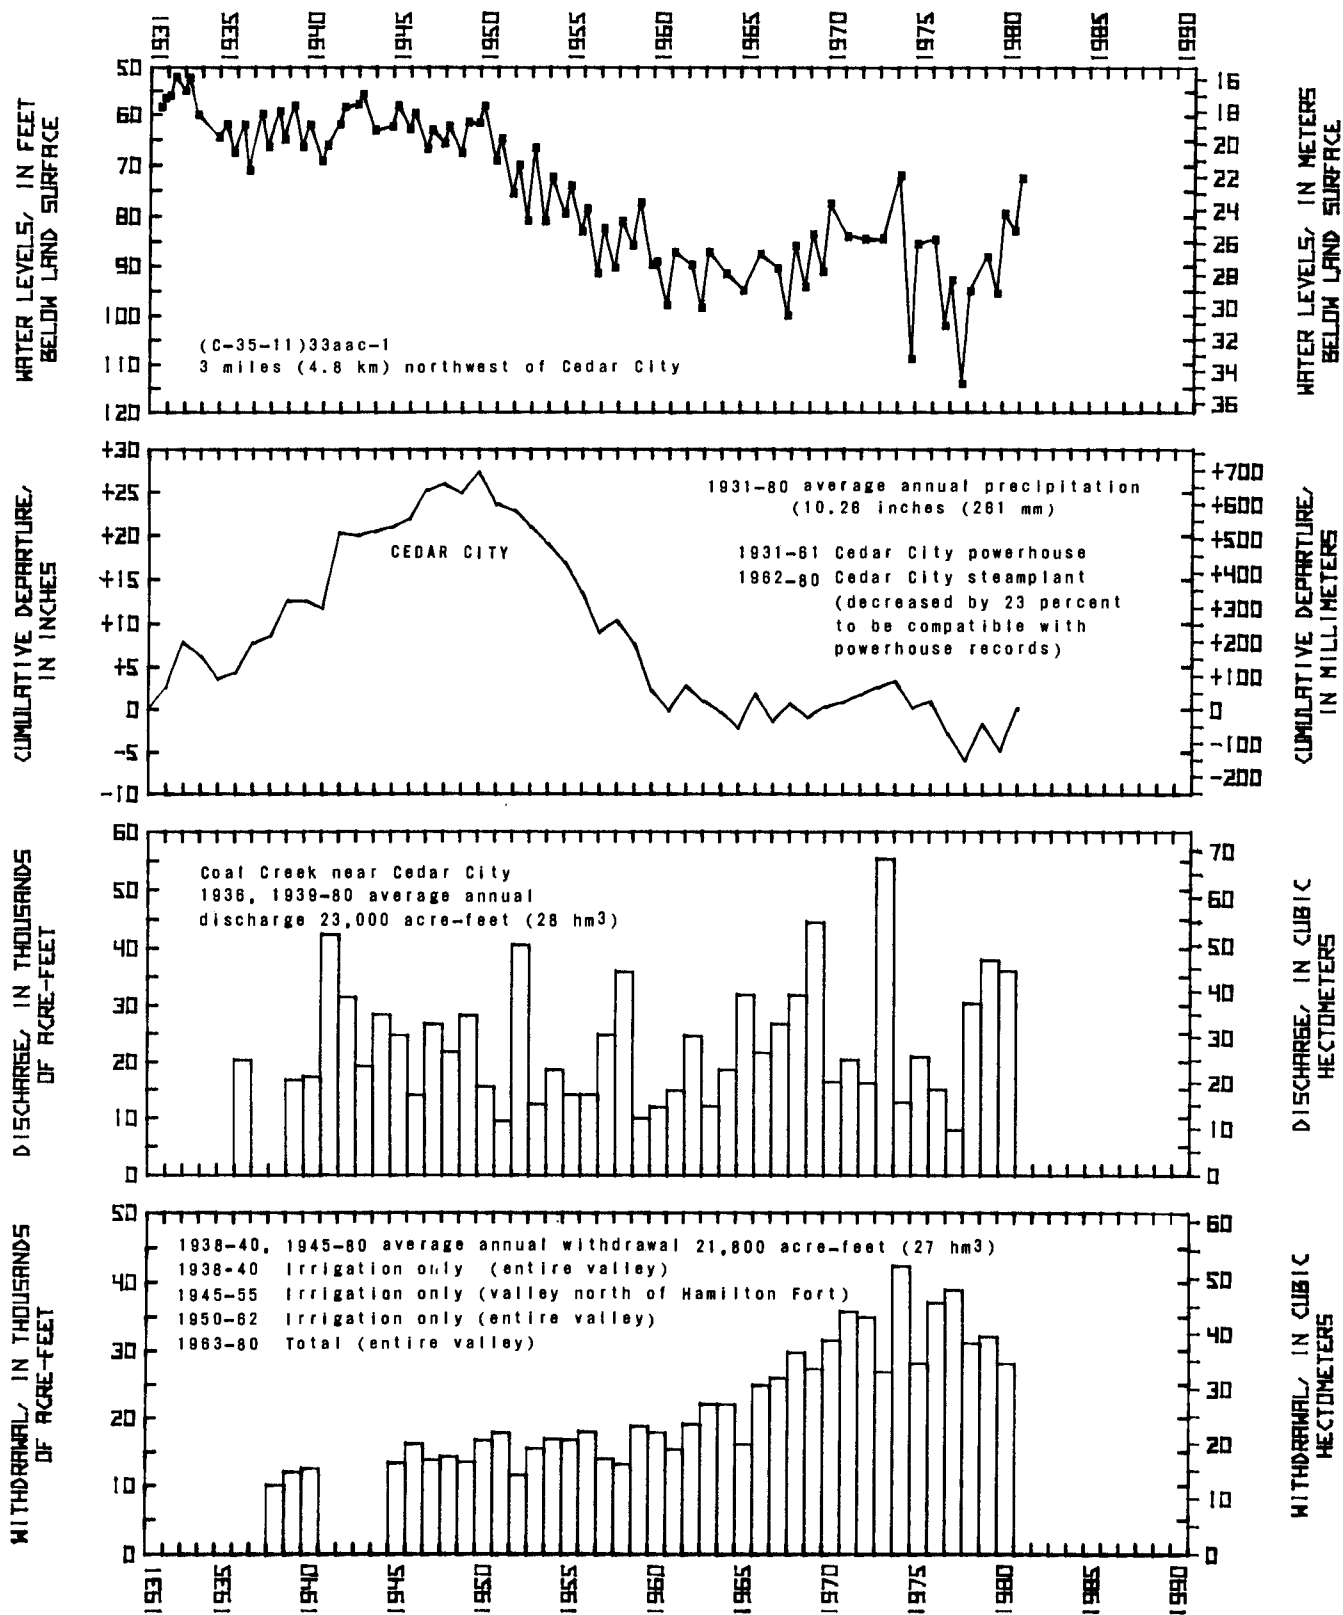 1931 1935 1940 1945 1950 1955 1960 1965 1970 1975 1980 1985 1990
WATER LEVELS, IN FEET
BELOW LAND SURFACE
50
60
70
80
90
100
110
120
(C-35-11)33aac-1
3 miles (4.8 km) northwest of Cedar City
16
18
20
22
24
26
28
30
32
34
36
WATER LEVELS, IN METERS
BELOW LAND SURFACE
CUMULATIVE DEPARTURE,
IN INCHES
+30
+25
+20
+15
+10
+5
0
-5
-10
CEDAR CITY
1931-80 average annual precipitation
(10.26 inches (261 mm)
1931-61 Cedar City powerhouse
1962-80 Cedar City steamplant
(decreased by 23 percent
to be compatible with
powerhouse records)
+700
+600
+500
+400
+300
+200
+100
0
-100
-200
CUMULATIVE DEPARTURE,
IN MILLIMETERS
DISCHARGE, IN THOUSANDS
OF ACRE-FEET
60
50
40
30
20
10
0
Coal Creek near Cedar City
1936, 1939-80 average annual
discharge 23,000 acre-feet (28 hm3)
70
60
50
40
30
20
10
0
DISCHARGE, IN CUBIC
HECTOMETERS
WITHDRAWAL, IN THOUSANDS
OF ACRE-FEET
50
40
30
20
10
0
1938-40, 1945-80 average annual withdrawal 21,800 acre-feet (27 hm3)
1938-40 Irrigation only (entire valley)
1945-55 Irrigation only (valley north of Hamilton Fort)
1950-62 Irrigation only (entire valley)
1963-80 Total (entire valley)
60
50
40
30
20
10
0
WITHDRAWAL, IN CUBIC
HECTOMETERS
1931 1935 1940 1945 1950 1955 1960 1965 1970 1975 1980 1985 1990